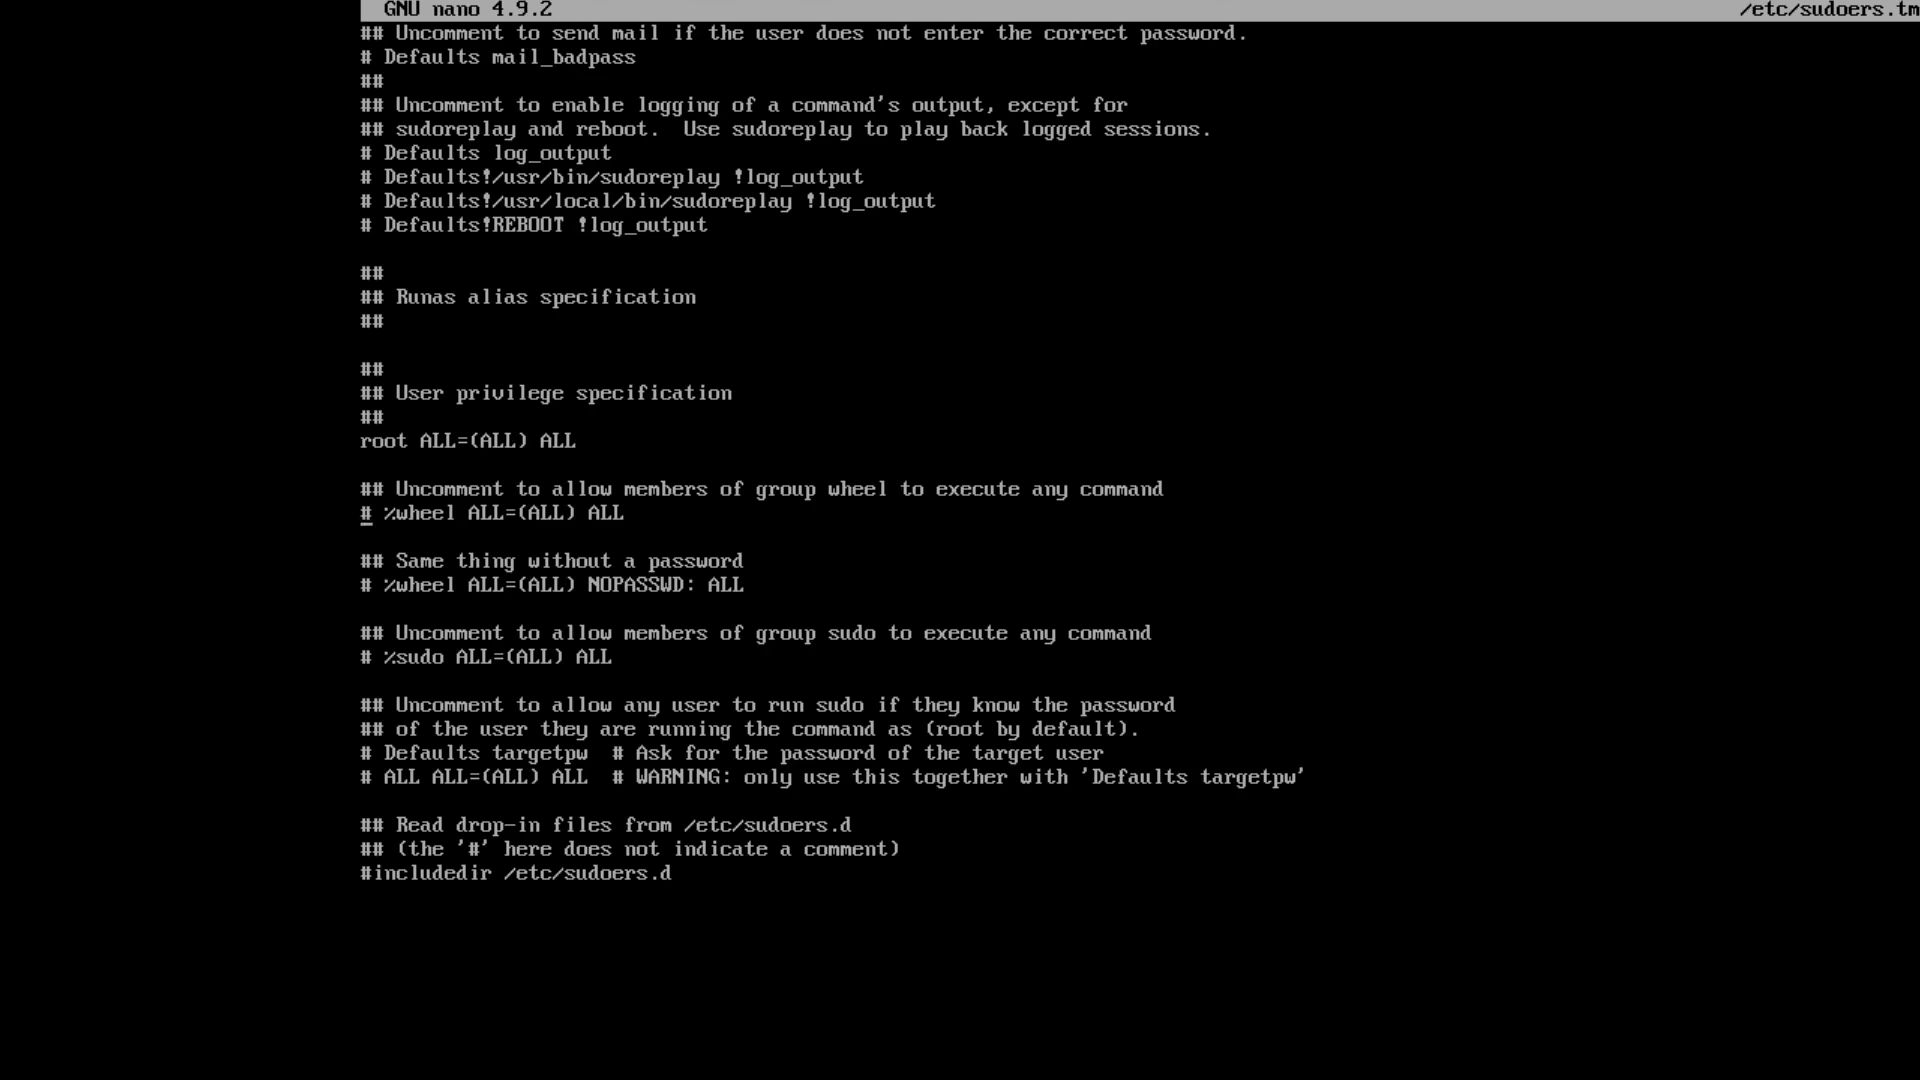 GNU nano 4.9.2 /etc/sudoers.tm
## Uncomment to send mail if the user does not enter the correct password.
# Defaults mail_badpass
##
## Uncomment to enable logging of a command's output, except for
## sudoreplay and reboot.  Use sudoreplay to play back logged sessions.
# Defaults log_output
# Defaults!/usr/bin/sudoreplay !log_output
# Defaults!/usr/local/bin/sudoreplay !log_output
# Defaults!REBOOT !log_output
##
## Runas alias specification
##
##
## User privilege specification
##
root ALL=(ALL) ALL
## Uncomment to allow members of group wheel to execute any command
# %wheel ALL=(ALL) ALL
## Same thing without a password
# %wheel ALL=(ALL) NOPASSWD: ALL
## Uncomment to allow members of group sudo to execute any command
# %sudo ALL=(ALL) ALL
## Uncomment to allow any user to run sudo if they know the password
## of the user they are running the command as (root by default).
# Defaults targetpw  # Ask for the password of the target user
# ALL ALL=(ALL) ALL  # WARNING: only use this together with 'Defaults targetpw'
## Read drop-in files from /etc/sudoers.d
## (the '#' here does not indicate a comment)
#includedir /etc/sudoers.d